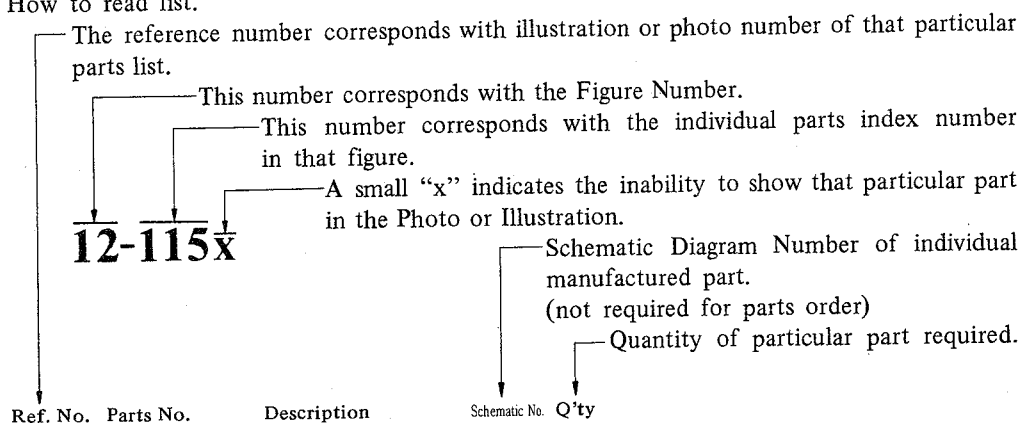 How to read list.
The reference number corresponds with illustration or photo number of that particular
parts list.
This number corresponds with the Figure Number.
This number corresponds with the individual parts index number
in that figure.
A small “x” indicates the inability to show that particular part
in the Photo or Illustration.
12-115x
Schematic Diagram Number of individual
manufactured part.
(not required for parts order)
Quantity of particular part required.
Ref. No. Parts No. Description Schematic No. Q'ty